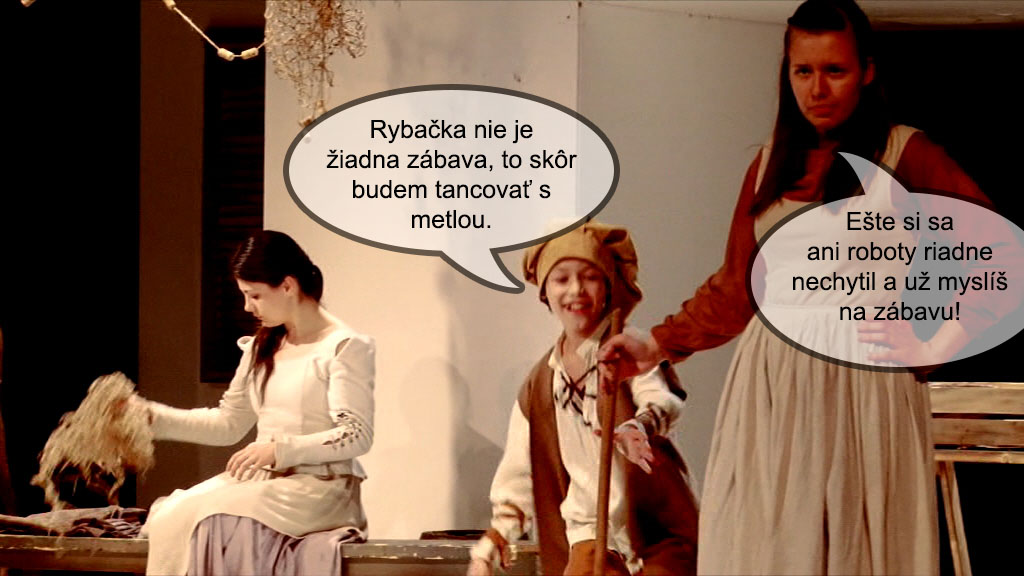 Rybačka nie je
žiadna zábava, to skôr
budem tancovať s
metlou.
Ešte si sa
ani roboty riadne
nechytil a už myslíš
na zábavu!